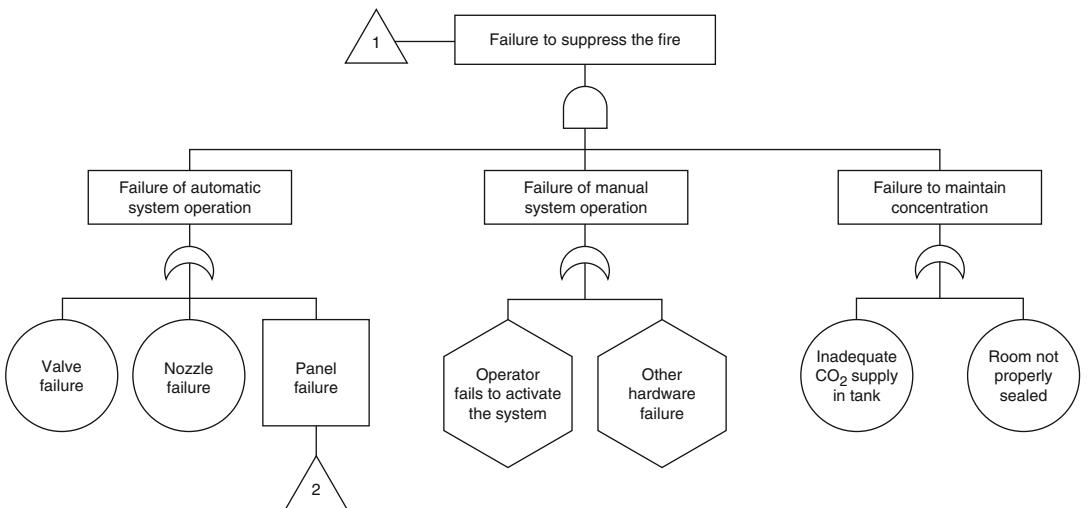 1
Failure to suppress the fire
Failure of automatic
system operation
Failure of manual
system operation
Failure to maintain
concentration
Valve
failure
Nozzle
failure
Panel
failure
Operator
fails to activate
the system
Other
hardware
failure
Inadequate
CO2 supply
in tank
Room not
properly
sealed
2